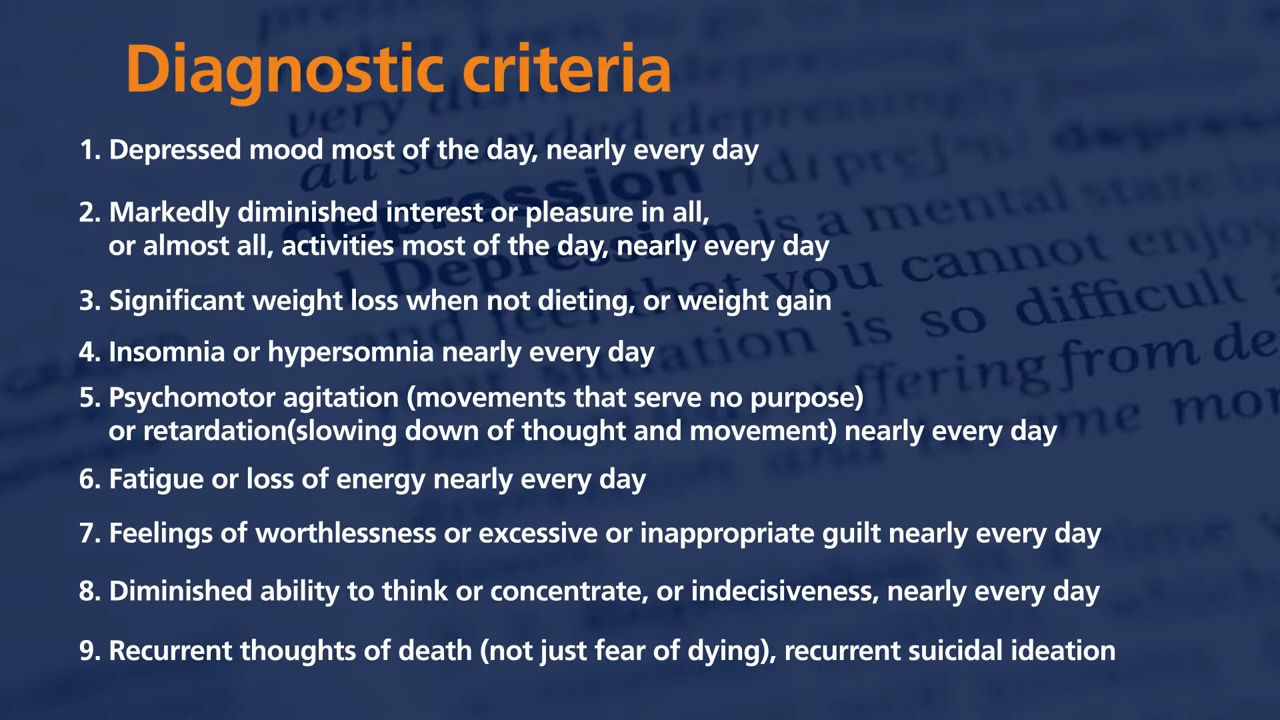 Diagnostic criteria
1. Depressed mood most of the day, nearly every day
2. Markedly diminished interest or pleasure in all,
or almost all, activities most of the day, nearly every day
3. Significant weight loss when not dieting, or weight gain
4. Insomnia or hypersomnia nearly every day
5. Psychomotor agitation (movements that serve no purpose)
or retardation(slowing down of thought and movement) nearly every day
6. Fatigue or loss of energy nearly every day
7. Feelings of worthlessness or excessive or inappropriate guilt nearly every day
8. Diminished ability to think or concentrate, or indecisiveness, nearly every day
9. Recurrent thoughts of death (not just fear of dying), recurrent suicidal ideation